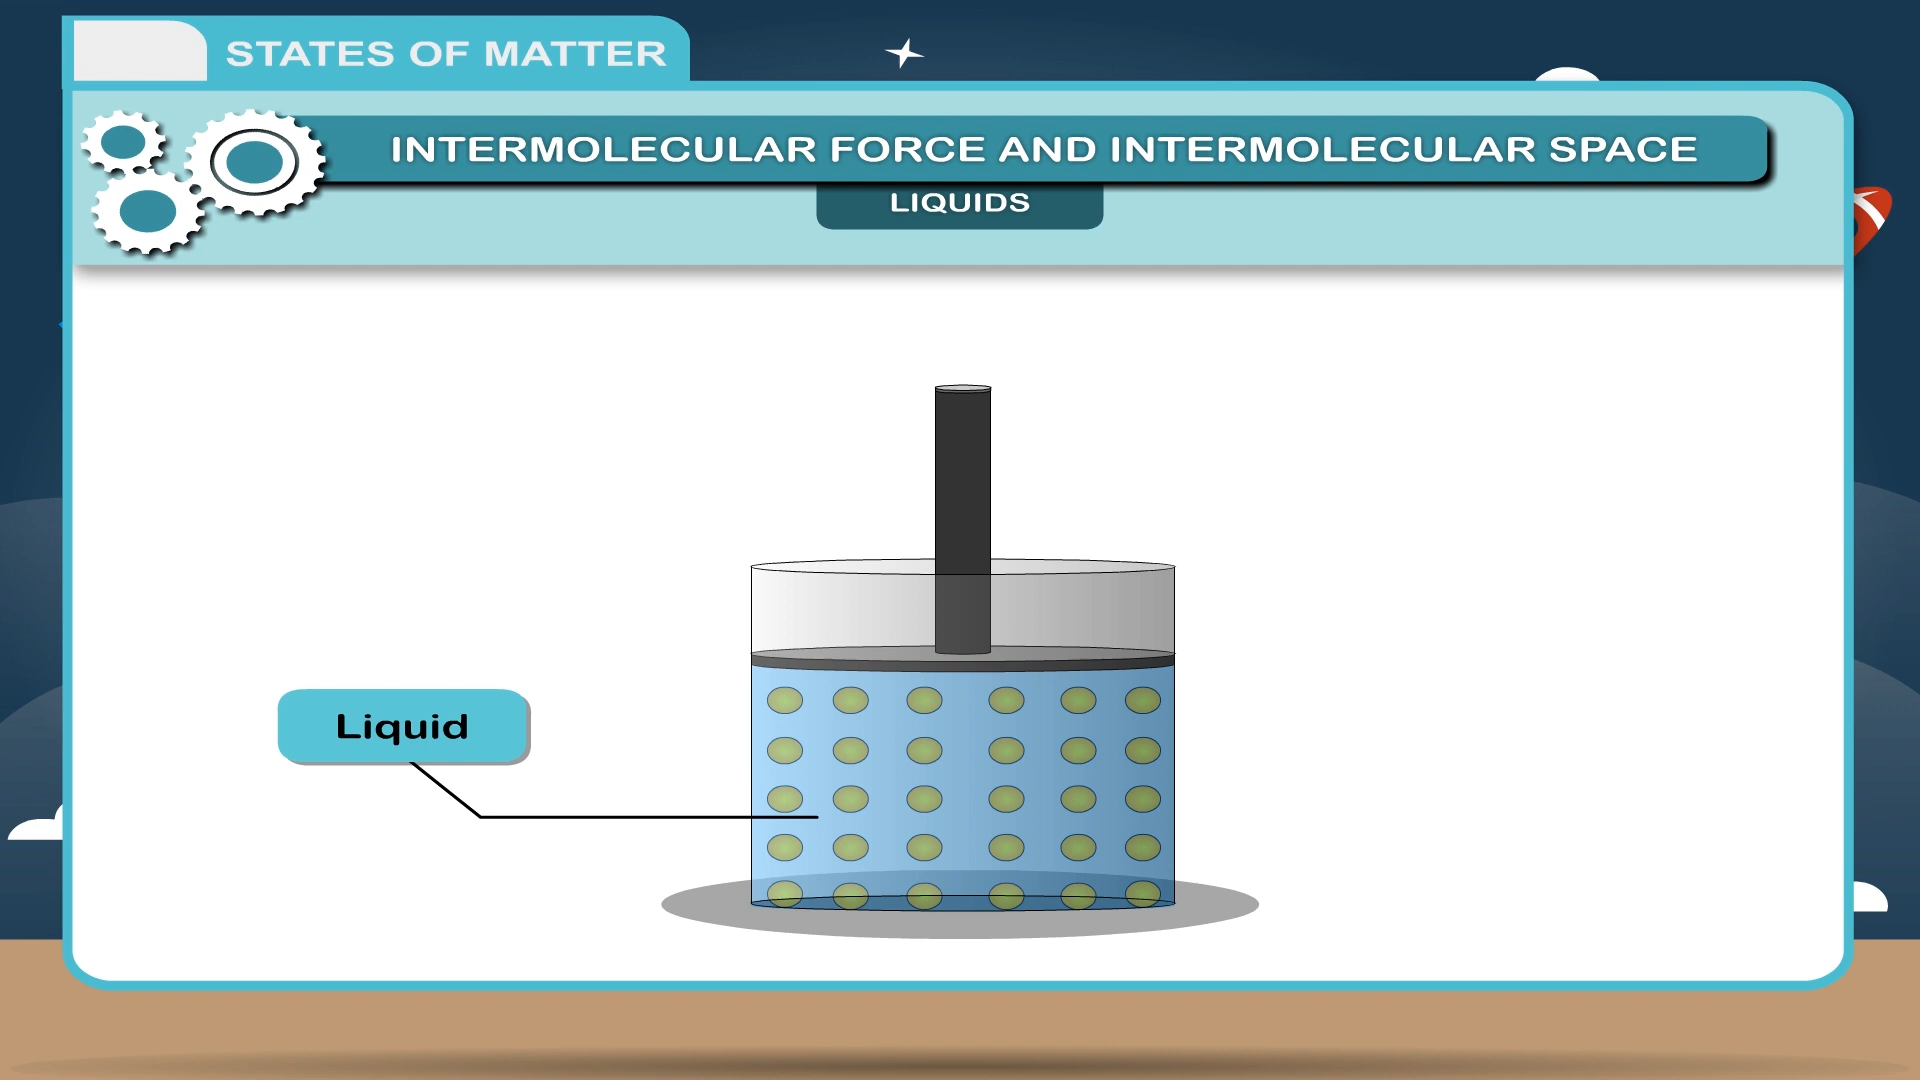 STATES OF MATTER
INTERMOLECULAR FORCE AND INTERMOLECULAR SPACE
LIQUIDS
Liquid